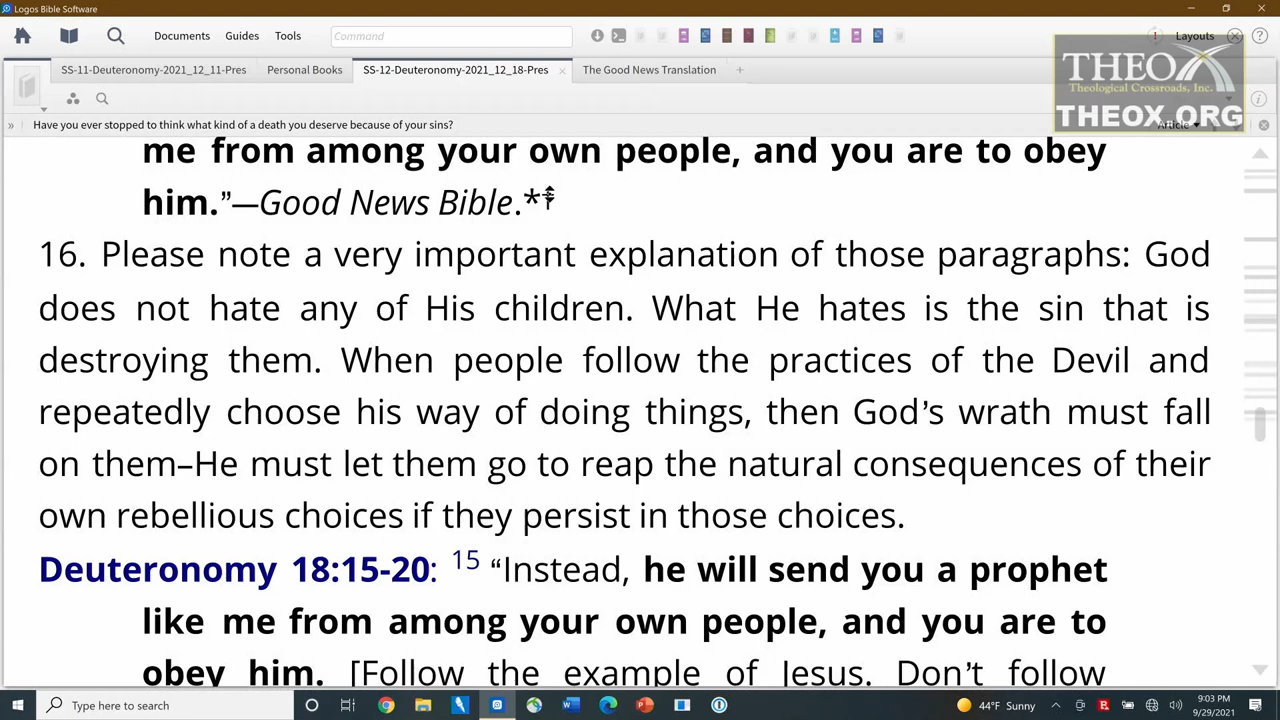 Logos Bible Software
Documents Guides Tools Command Layouts
THEOX
Theological Crossroads, Inc.
THEOX.ORG
SS-11-Deuteronomy-2021_12_11-Pres Personal Books SS-12-Deuteronomy-2021_12_18-Pres The Good News Translation
Have you ever stopped to think what kind of a death you deserve because of your sins? Article
me from among your own people, and you are to obey
him.”—Good News Bible.*‡
16. Please note a very important explanation of those paragraphs: God
does not hate any of His children. What He hates is the sin that is
destroying them. When people follow the practices of the Devil and
repeatedly choose his way of doing things, then God’s wrath must fall
on them–He must let them go to reap the natural consequences of their
own rebellious choices if they persist in those choices.
Deuteronomy 18:15-20: 15 “Instead, he will send you a prophet
like me from among your own people, and you are to
obey him. [Follow the example of Jesus. Don’t follow
Type here to search
44°F Sunny
9:03 PM
9/29/2021